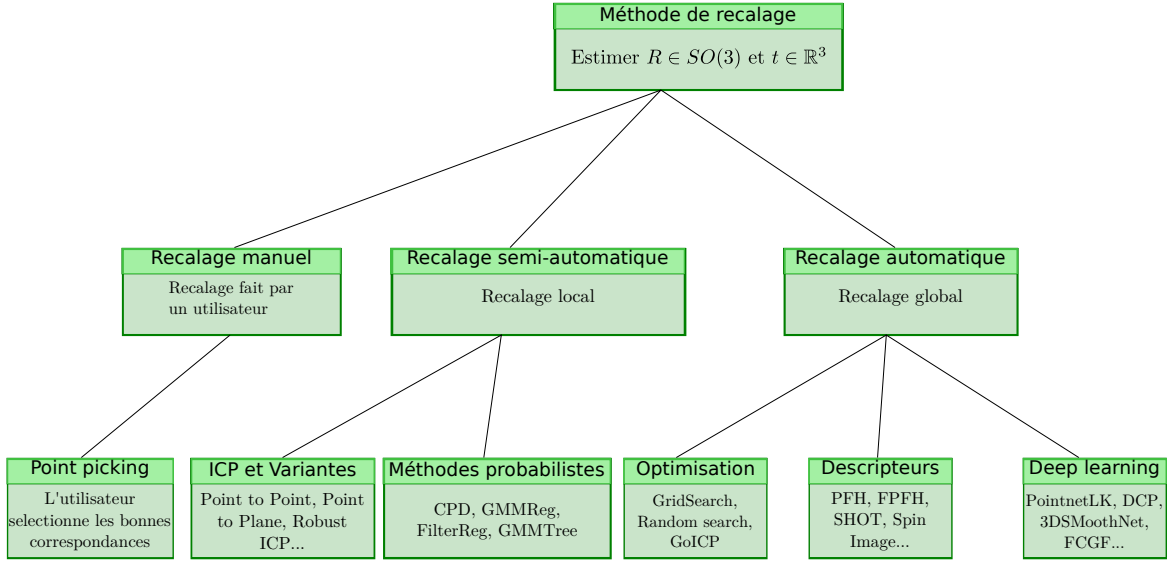 Méthode de recalage
Estimer R ∈ SO(3) et t ∈ ℝ³
Recalage manuel
Recalage fait par
un utilisateur
Recalage semi-automatique
Recalage local
Recalage automatique
Recalage global
Point picking
L'utilisateur
selectionne les bonnes
correspondances
ICP et Variantes
Point to Point, Point
to Plane, Robust
ICP...
Méthodes probabilistes
CPD, GMMReg,
FilterReg, GMMTree
Optimisation
GridSearch,
Random search,
GoICP
Descripteurs
PFH, FPFH,
SHOT, Spin
Image...
Deep learning
PointnetLK, DCP,
3DSMoothNet,
FCGF...